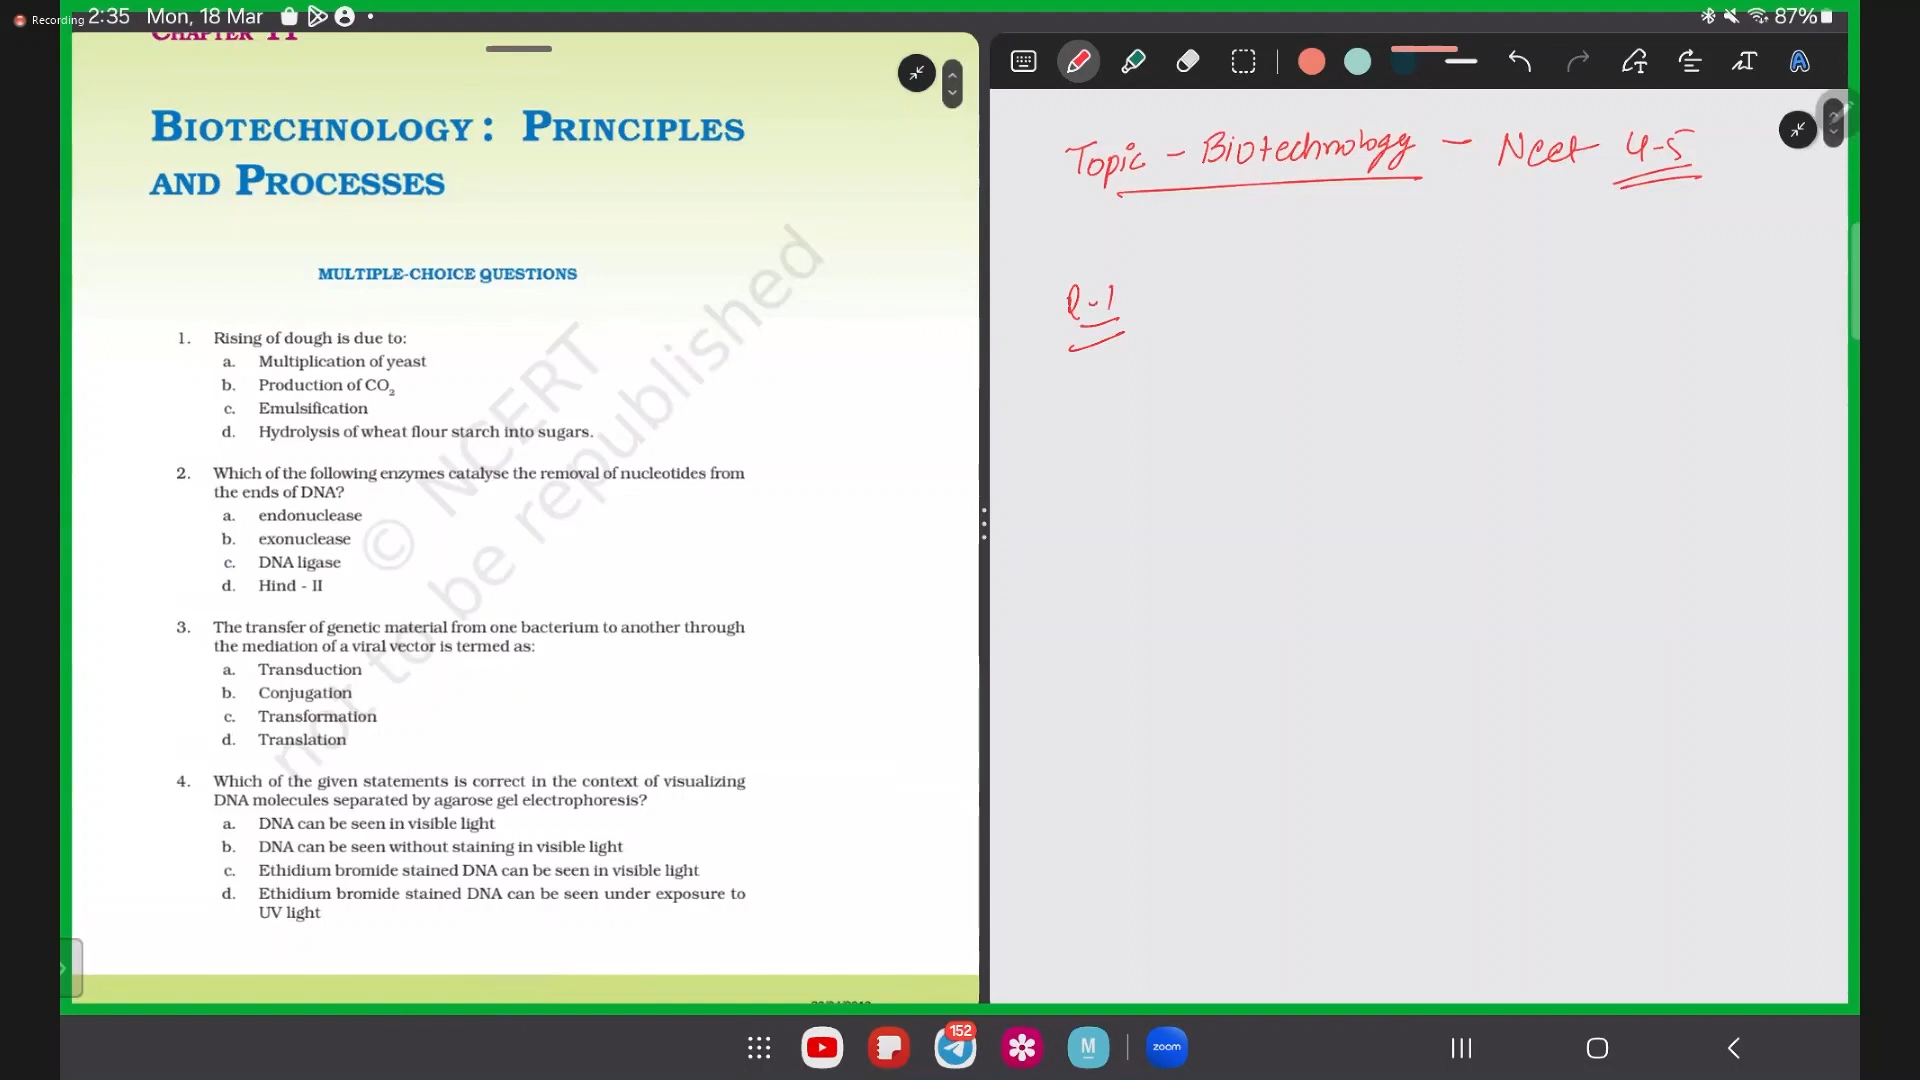 Recording 2:35 Mon, 18 Mar
87%
CHAPTER 11
BIOTECHNOLOGY: PRINCIPLES
AND PROCESSES
MULTIPLE-CHOICE QUESTIONS
1. Rising of dough is due to:
a. Multiplication of yeast
b. Production of CO₂
c. Emulsification
d. Hydrolysis of wheat flour starch into sugars.
2. Which of the following enzymes catalyse the removal of nucleotides from
the ends of DNA?
a. endonuclease
b. exonuclease
c. DNA ligase
d. Hind - II
3. The transfer of genetic material from one bacterium to another through
the mediation of a viral vector is termed as:
a. Transduction
b. Conjugation
c. Transformation
d. Translation
4. Which of the given statements is correct in the context of visualizing
DNA molecules separated by agarose gel electrophoresis?
a. DNA can be seen in visible light
b. DNA can be seen without staining in visible light
c. Ethidium bromide stained DNA can be seen in visible light
d. Ethidium bromide stained DNA can be seen under exposure to
UV light
© NCERT
not to be republished
Topic - Biotechnology - Neet 4-5
Q-1
152
M
zoom